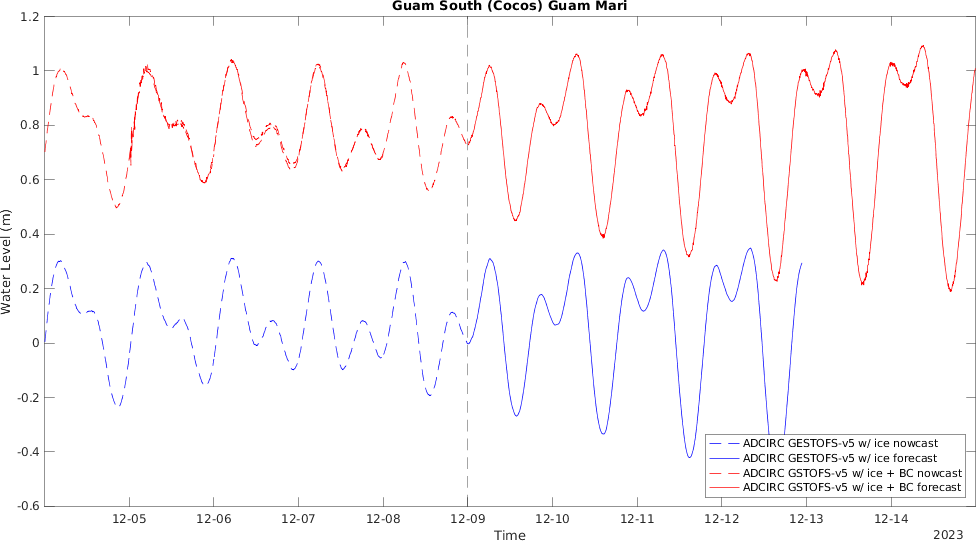 Guam South (Cocos) Guam Mari
1.2
1
0.8
0.6
0.4
0.2
0
-0.2
-0.4
-0.6
Water Level (m)
ADCIRC GESTOFS-v5 w/ ice nowcast
ADCIRC GESTOFS-v5 w/ ice forecast
ADCIRC GSTOFS-v5 w/ ice + BC nowcast
ADCIRC GSTOFS-v5 w/ ice + BC forecast
12-05 12-06 12-07 12-08 12-09 12-10 12-11 12-12 12-13 12-14
Time
2023